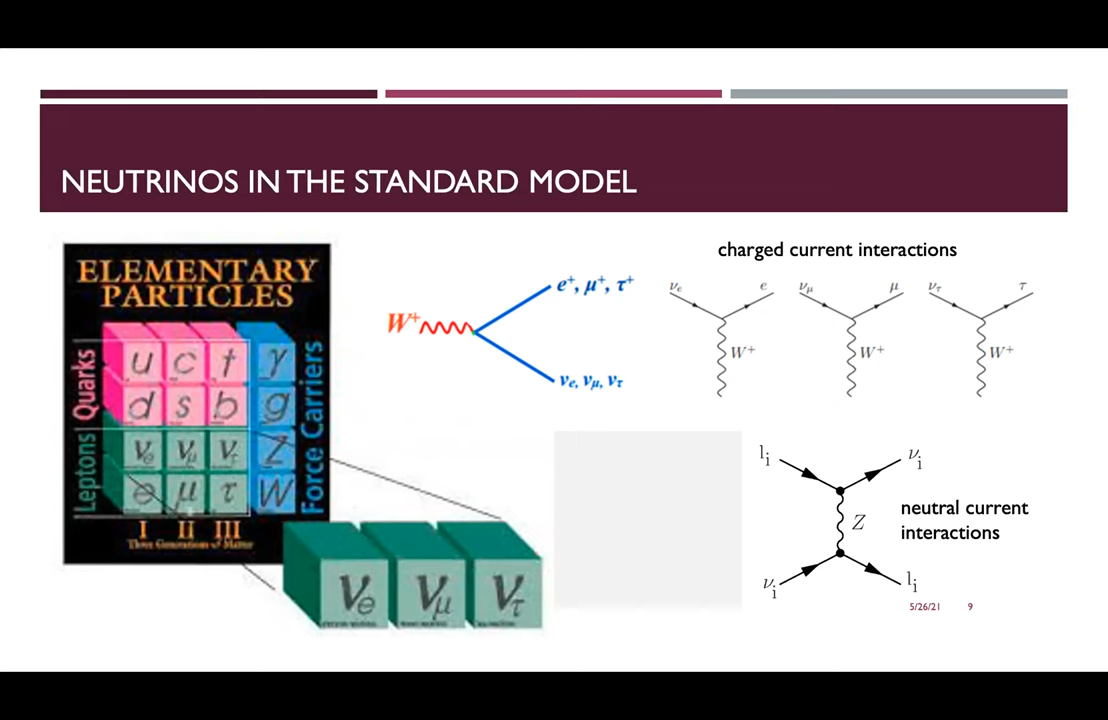 NEUTRINOS IN THE STANDARD MODEL
ELEMENTARY
PARTICLES
Quarks
Leptons
Force Carriers
u c t γ
d s b g
νe νμ ντ Z
e μ τ W
I II III
Three Generations of Matter
νe νμ ντ
W⁺
e⁺, μ⁺, τ⁺
νe, νμ, ντ
charged current interactions
νe e
W⁺
νμ μ
W⁺
ντ τ
W⁺
li νi
Z
νi li
neutral current
interactions
5/26/21 9